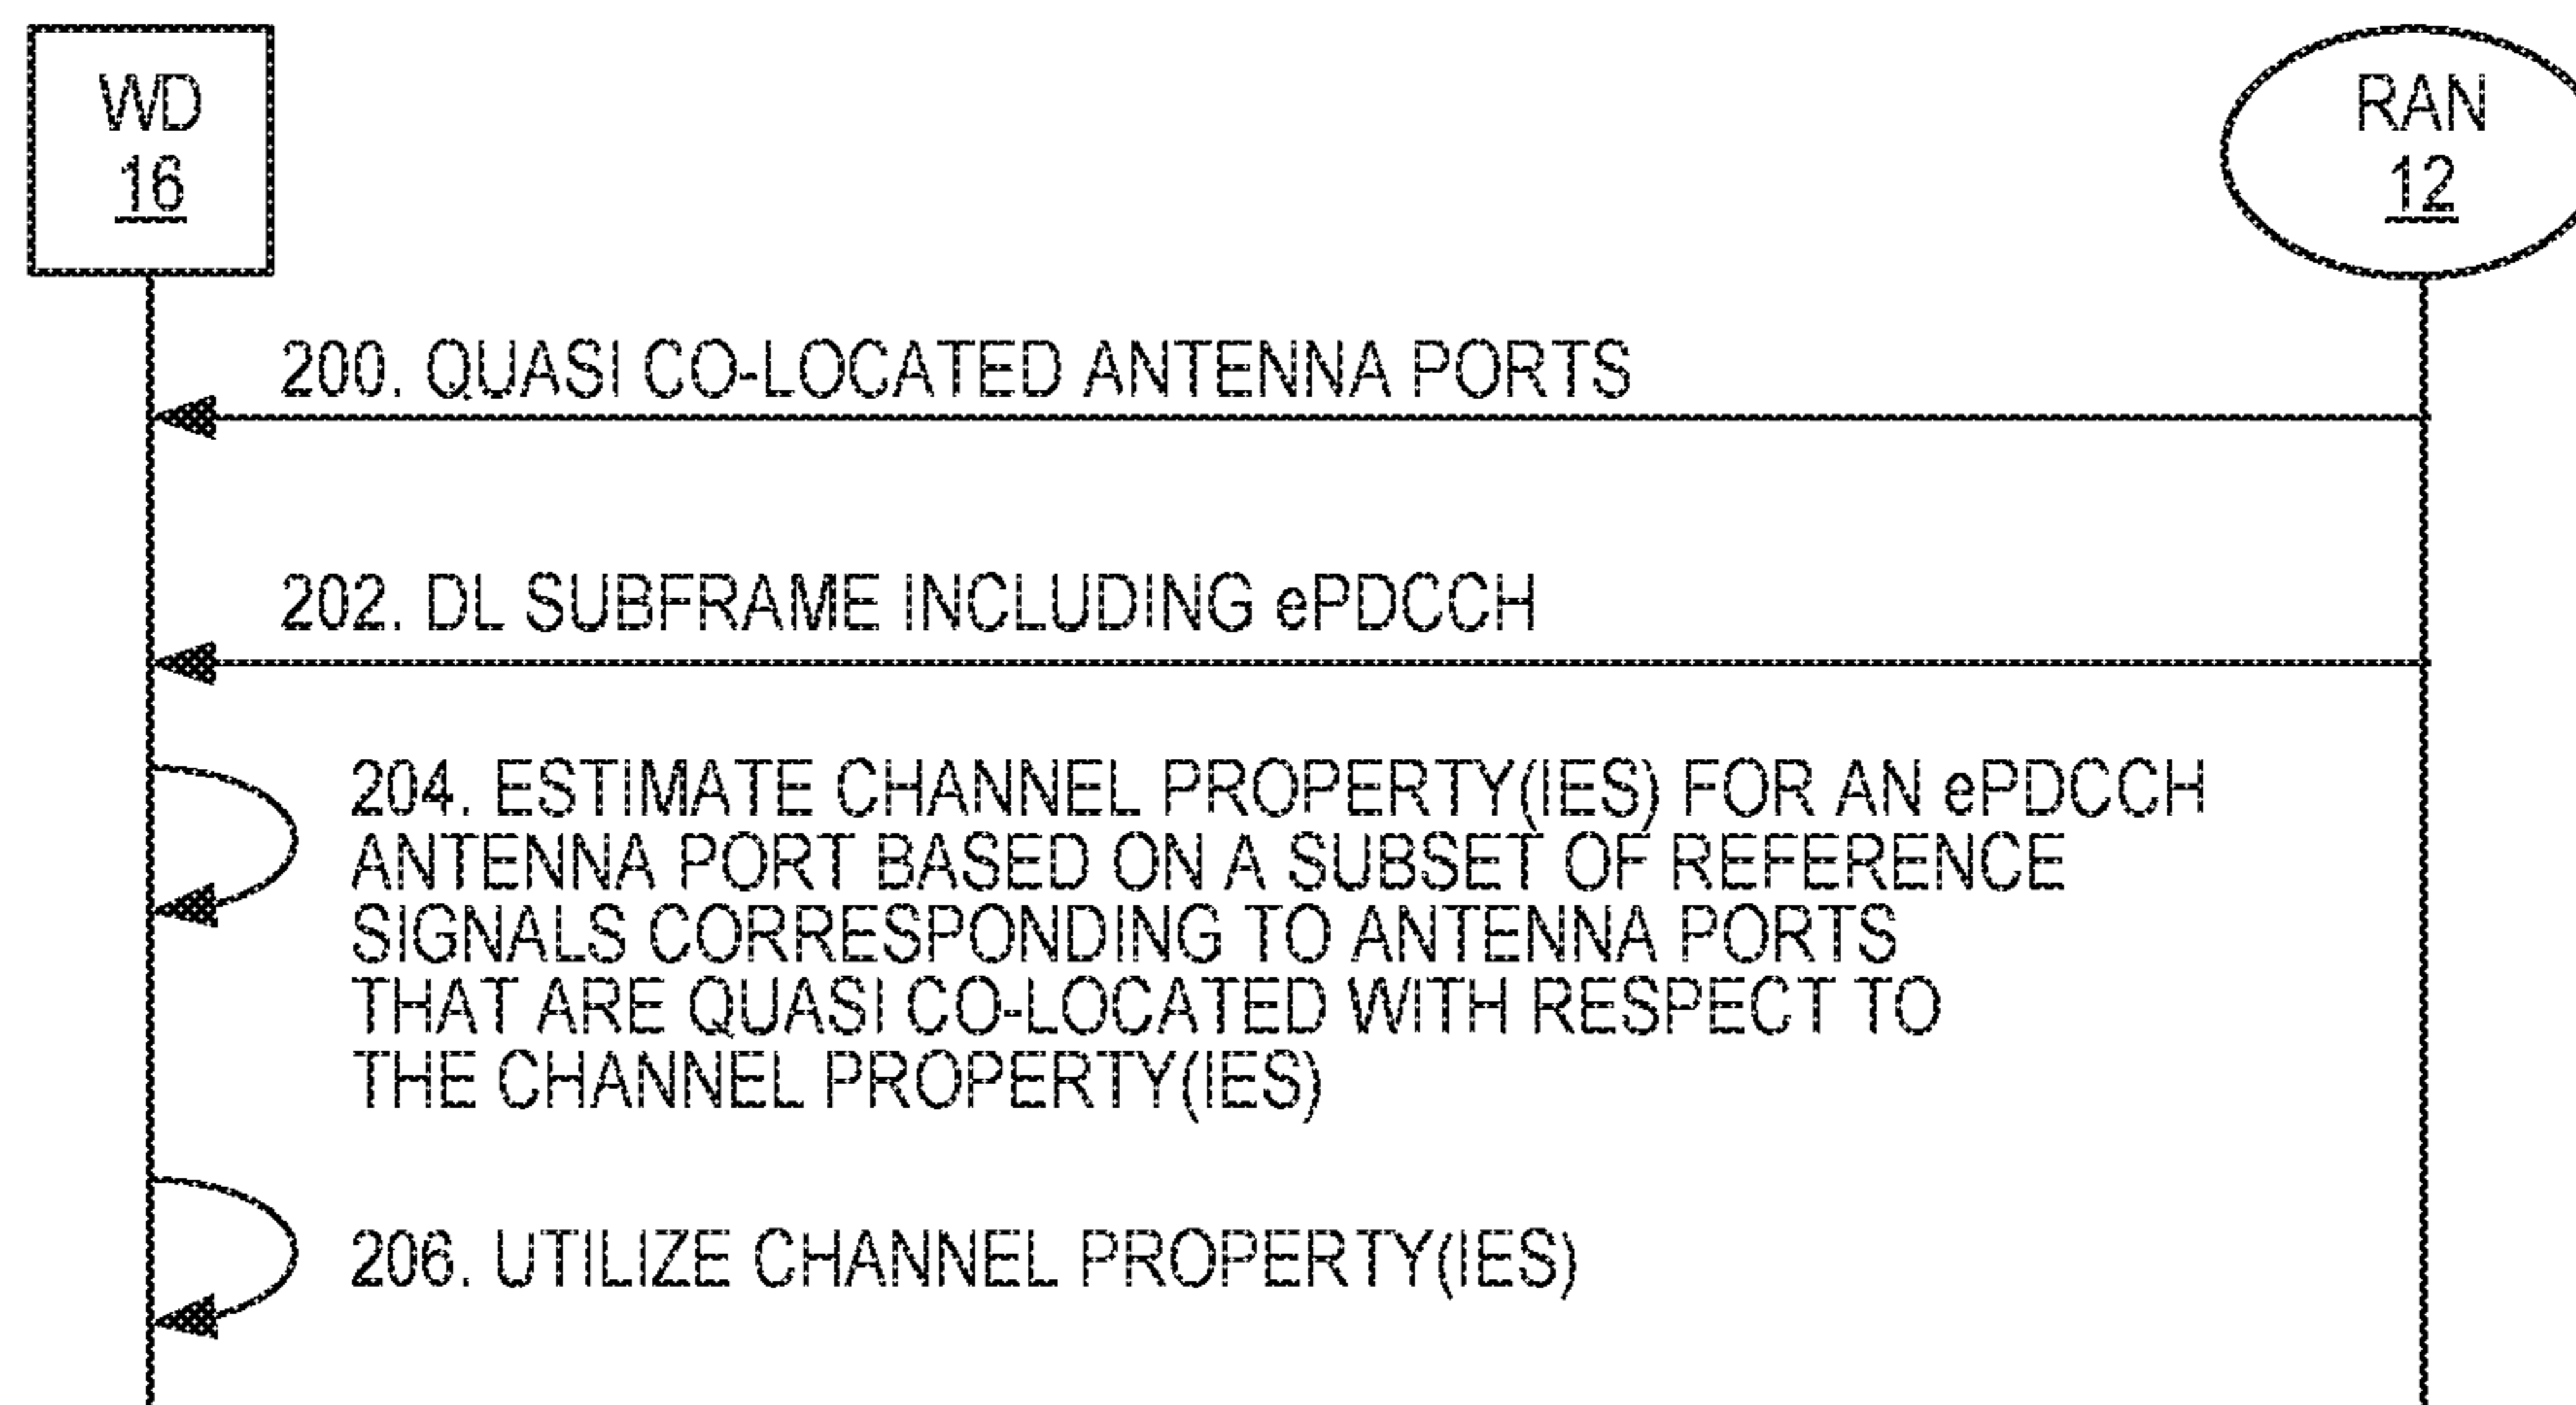 WD
16
RAN
12
200. QUASI CO-LOCATED ANTENNA PORTS
202. DL SUBFRAME INCLUDING ePDCCH
204. ESTIMATE CHANNEL PROPERTY(IES) FOR AN ePDCCH
ANTENNA PORT BASED ON A SUBSET OF REFERENCE
SIGNALS CORRESPONDING TO ANTENNA PORTS
THAT ARE QUASI CO-LOCATED WITH RESPECT TO
THE CHANNEL PROPERTY(IES)
206. UTILIZE CHANNEL PROPERTY(IES)